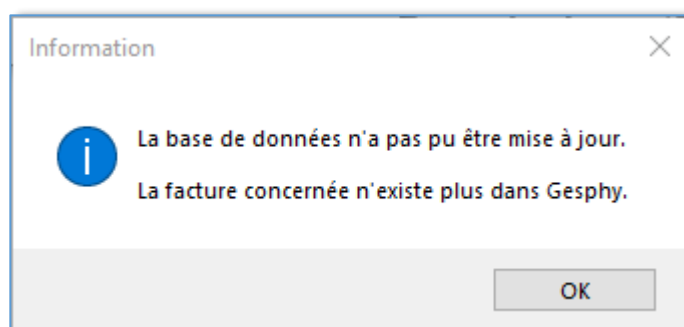 Information
La base de données n'a pas pu être mise à jour.
La facture concernée n'existe plus dans Gesphy.
OK